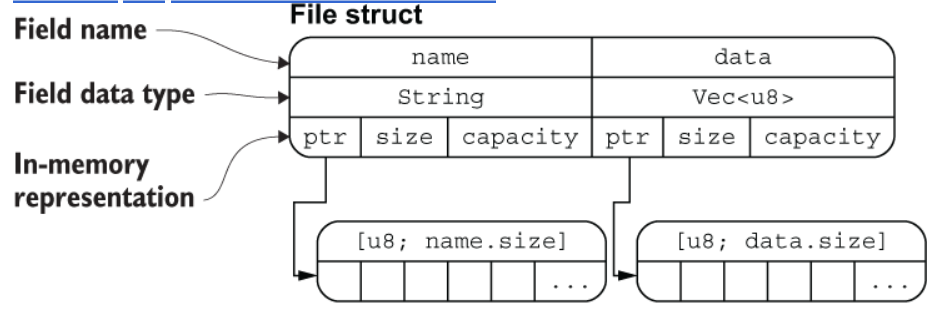 File struct
Field name
name data
Field data type
String Vec<u8>
ptr size capacity ptr size capacity
In-memory
representation
[u8; name.size] [u8; data.size]
... ...